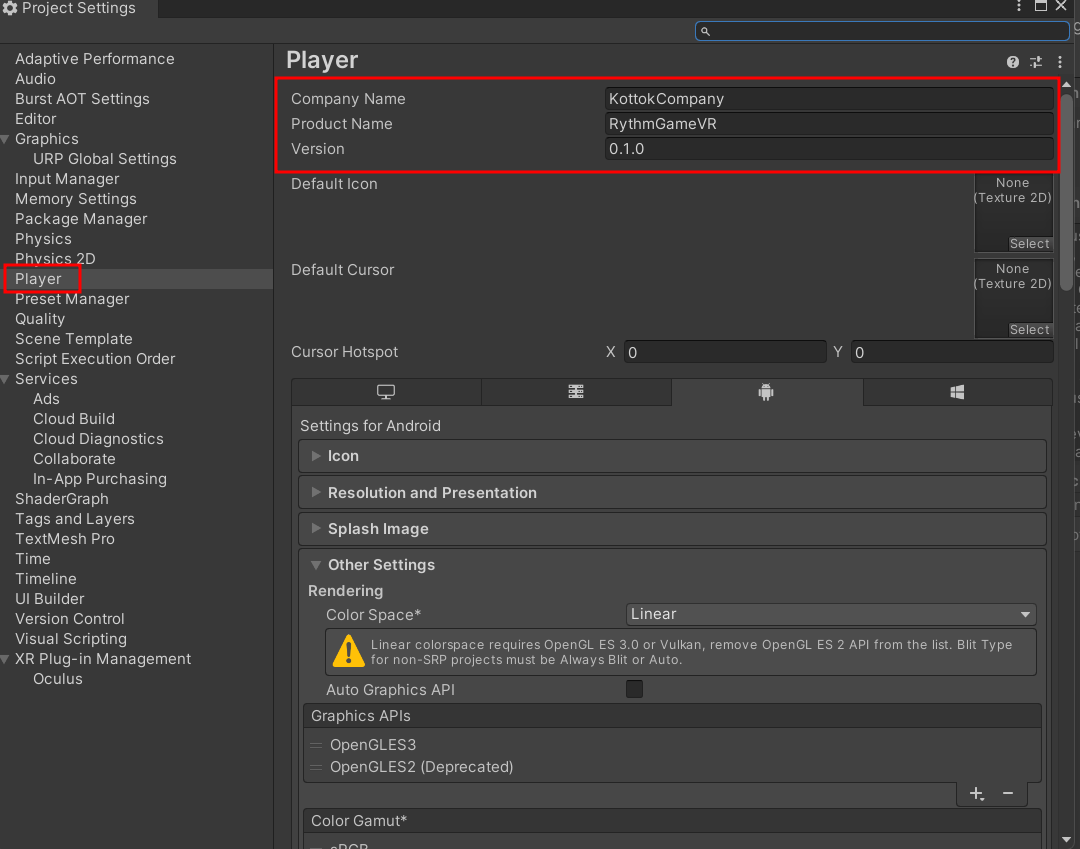 Project Settings
Adaptive Performance
Audio
Burst AOT Settings
Editor
Graphics
URP Global Settings
Input Manager
Memory Settings
Package Manager
Physics
Physics 2D
Player
Preset Manager
Quality
Scene Template
Script Execution Order
Services
Ads
Cloud Build
Cloud Diagnostics
Collaborate
In-App Purchasing
ShaderGraph
Tags and Layers
TextMesh Pro
Time
Timeline
UI Builder
Version Control
Visual Scripting
XR Plug-in Management
Oculus
Player
Company Name KottokCompany
Product Name RythmGameVR
Version 0.1.0
Default Icon
None
(Texture 2D)
Select
Default Cursor
None
(Texture 2D)
Select
Cursor Hotspot X 0 Y 0
Settings for Android
Icon
Resolution and Presentation
Splash Image
Other Settings
Rendering
Color Space* Linear
Linear colorspace requires OpenGL ES 3.0 or Vulkan, remove OpenGL ES 2 API from the list. Blit Type
for non-SRP projects must be Always Blit or Auto.
Auto Graphics API
Graphics APIs
OpenGLES3
OpenGLES2 (Deprecated)
Color Gamut*